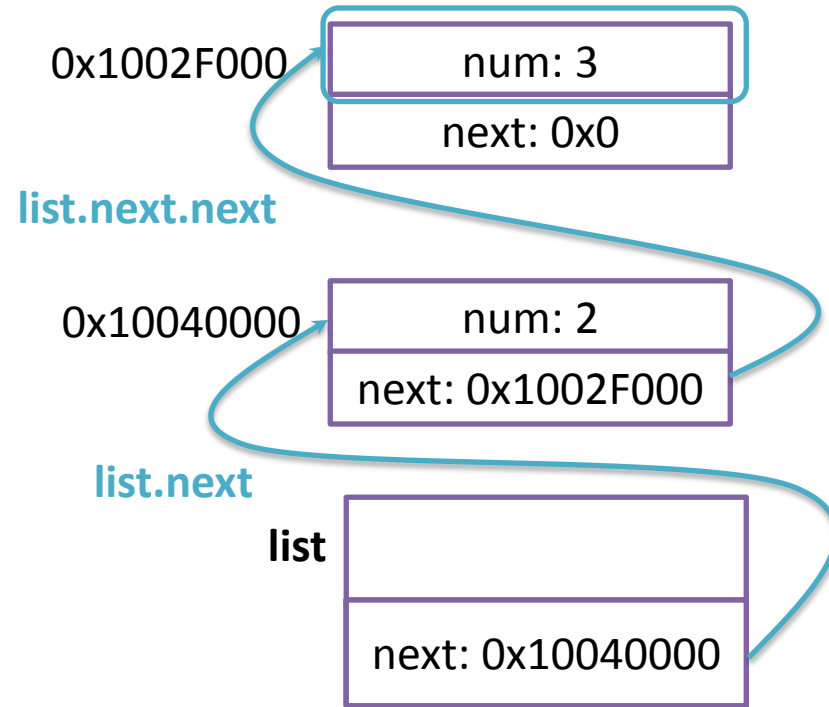 0x1002F000
num: 3
next: 0x0
list.next.next
0x10040000
num: 2
next: 0x1002F000
list.next
list
next: 0x10040000